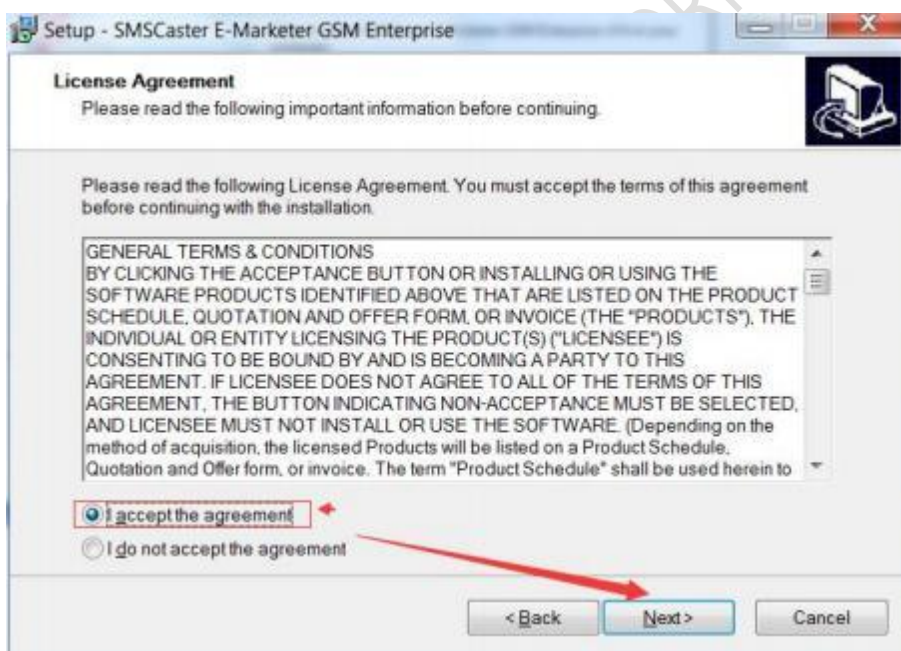 Setup - SMSCaster E-Marketer GSM Enterprise
License Agreement
Please read the following important information before continuing.
Please read the following License Agreement. You must accept the terms of this agreement
before continuing with the installation.
GENERAL TERMS & CONDITIONS
BY CLICKING THE ACCEPTANCE BUTTON OR INSTALLING OR USING THE
SOFTWARE PRODUCTS IDENTIFIED ABOVE THAT ARE LISTED ON THE PRODUCT
SCHEDULE, QUOTATION AND OFFER FORM, OR INVOICE (THE "PRODUCTS"), THE
INDIVIDUAL OR ENTITY LICENSING THE PRODUCT(S) ("LICENSEE") IS
CONSENTING TO BE BOUND BY AND IS BECOMING A PARTY TO THIS
AGREEMENT. IF LICENSEE DOES NOT AGREE TO ALL OF THE TERMS OF THIS
AGREEMENT, THE BUTTON INDICATING NON-ACCEPTANCE MUST BE SELECTED,
AND LICENSEE MUST NOT INSTALL OR USE THE SOFTWARE. (Depending on the
method of acquisition, the licensed Products will be listed on a Product Schedule,
Quotation and Offer form, or invoice. The term "Product Schedule" shall be used herein to
I accept the agreement
I do not accept the agreement
< Back Next > Cancel